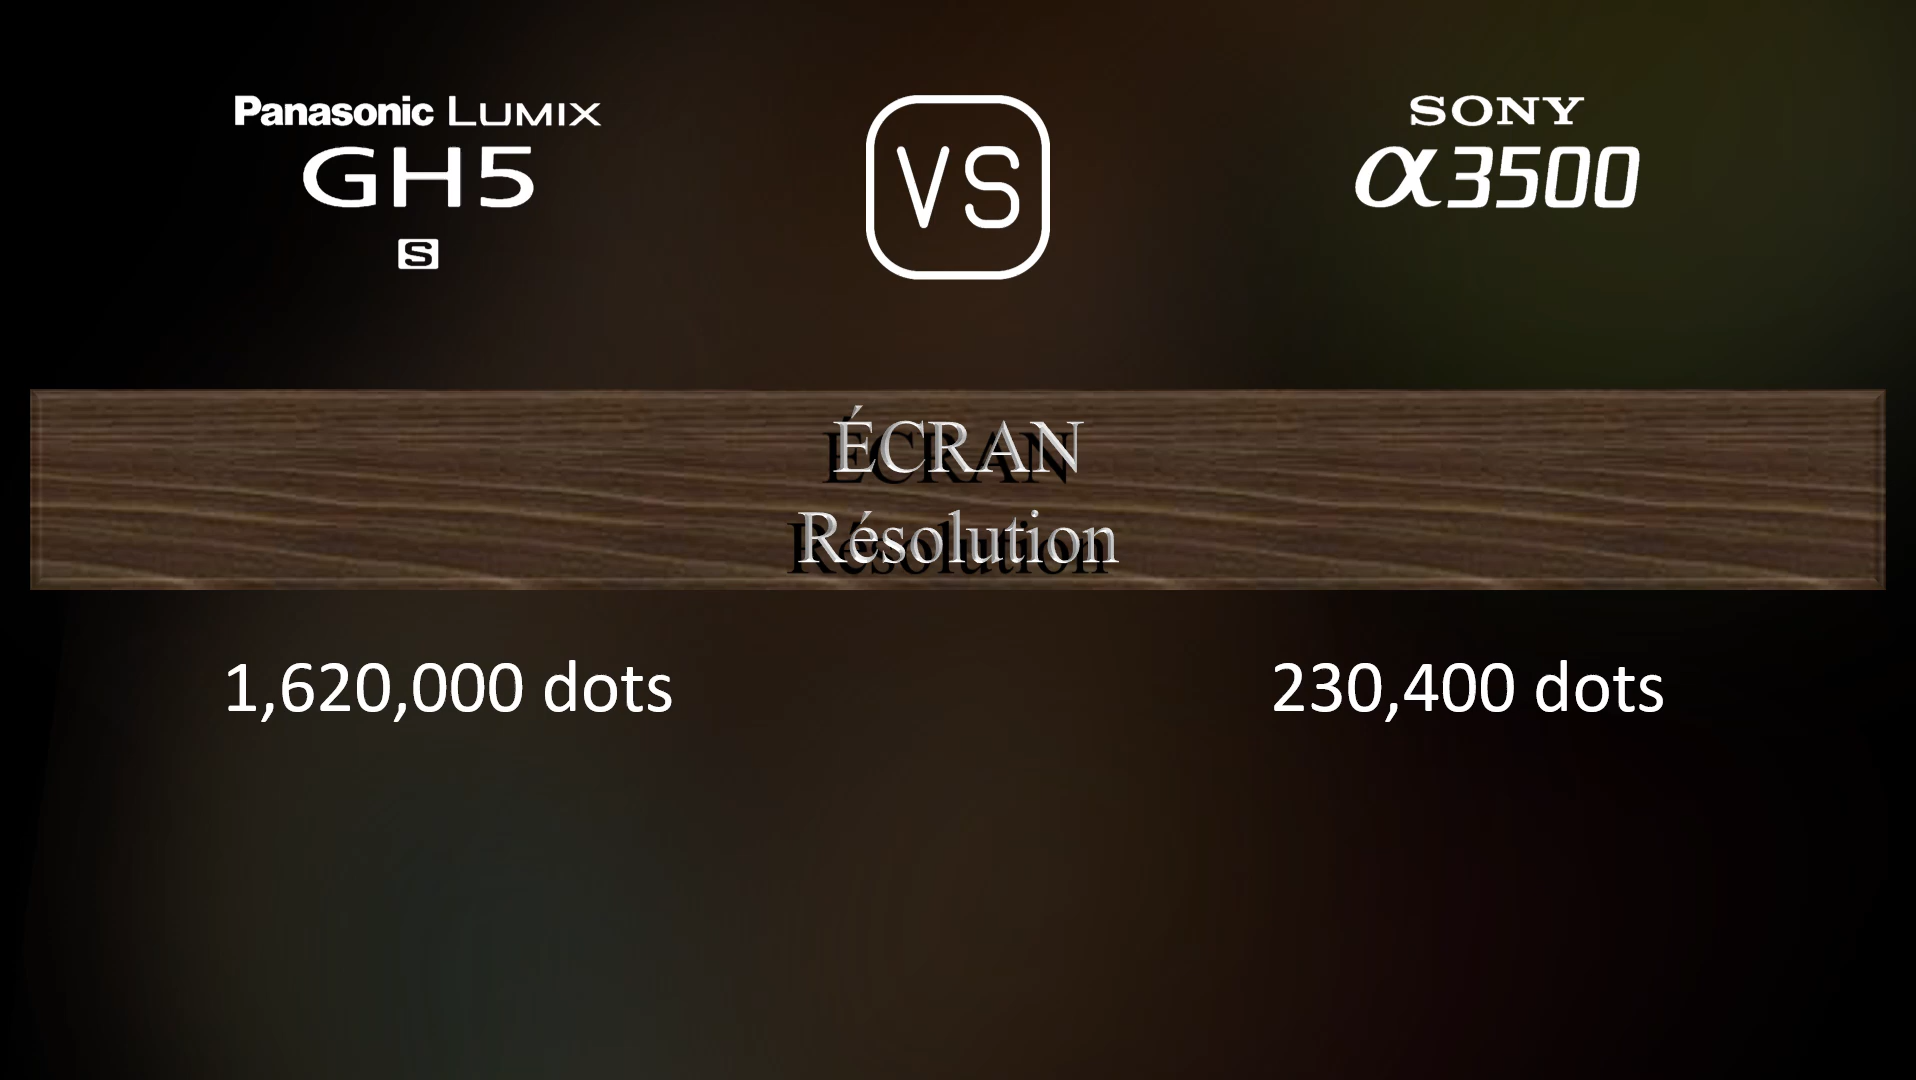 Panasonic LUMIX
GH5
S
VS
SONY
α3500
ÉCRAN
Résolution
1,620,000 dots
230,400 dots